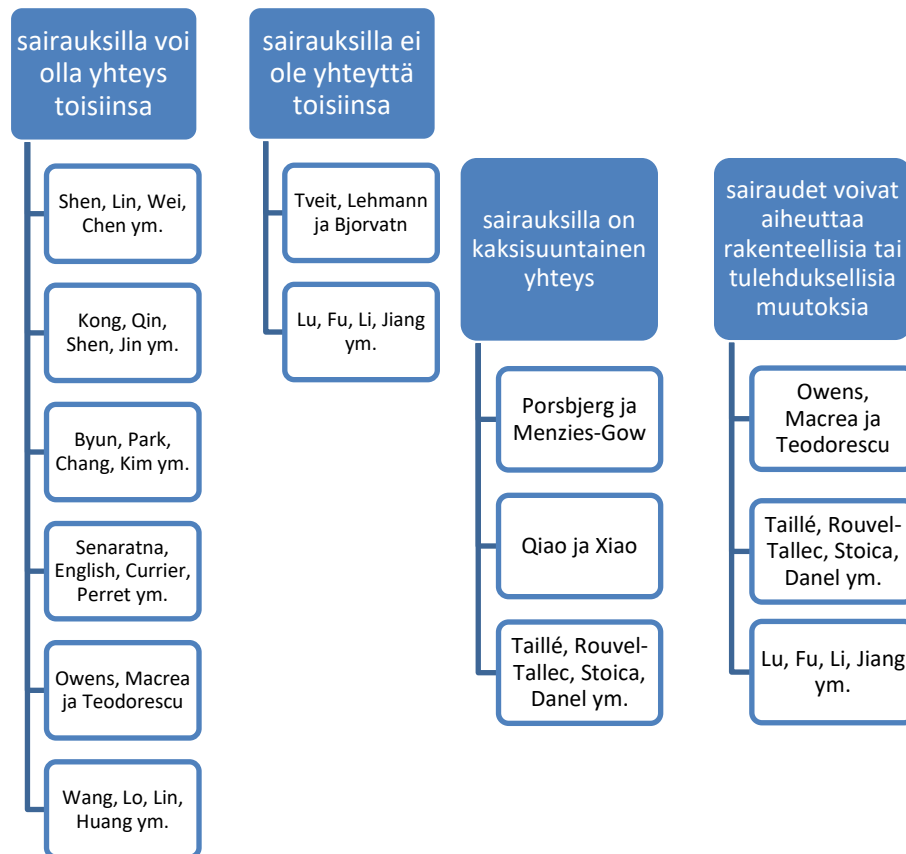 sairauksilla voi
olla yhteys
toisiinsa
Shen, Lin, Wei,
Chen ym.
Kong, Qin,
Shen, Jin ym.
Byun, Park,
Chang, Kim ym.
Senaratna,
English, Currier,
Perret ym.
Owens, Macrea
ja Teodorescu
Wang, Lo, Lin,
Huang ym.
sairauksilla ei
ole yhteyttä
toisiinsa
Tveit, Lehmann
ja Bjorvatn
Lu, Fu, Li, Jiang
ym.
sairauksilla on
kaksisuuntainen
yhteys
Porsbjerg ja
Menzies-Gow
Qiao ja Xiao
Taillé, Rouvel-
Tallec, Stoica,
Danel ym.
sairaudet voivat
aiheuttaa
rakenteellisia tai
tulehduksellisia
muutoksia
Owens,
Macrea ja
Teodorescu
Taillé, Rouvel-
Tallec, Stoica,
Danel ym.
Lu, Fu, Li, Jiang
ym.